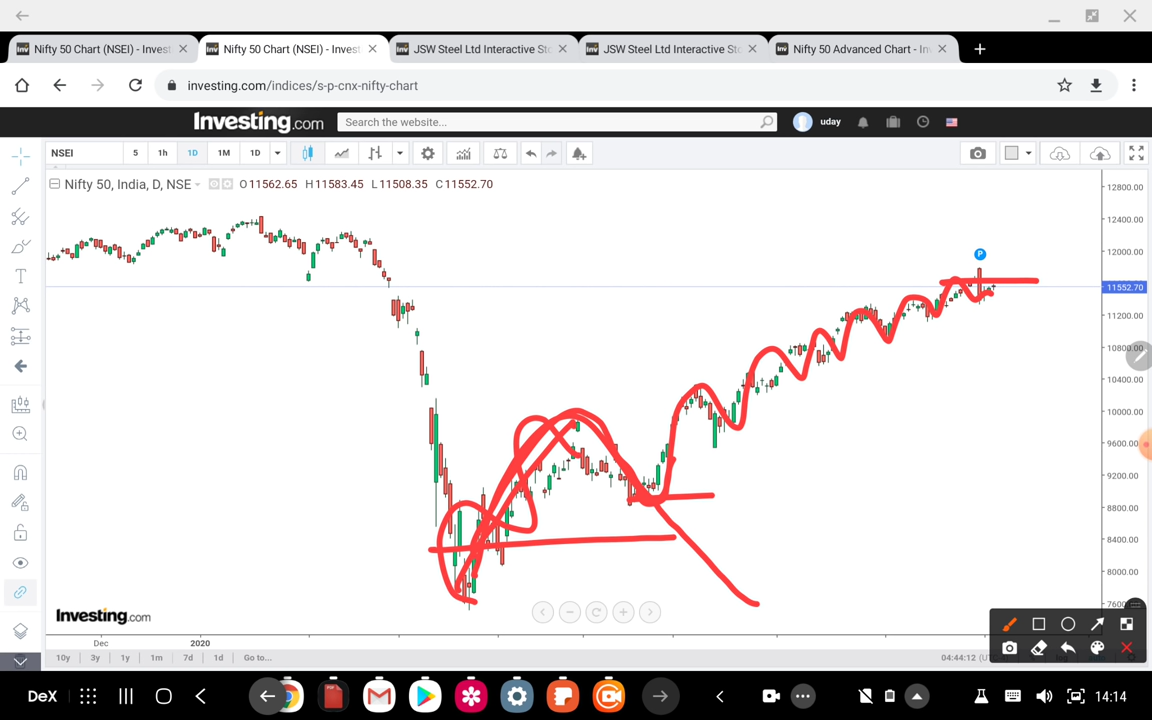 Nifty 50 Chart (NSEI) - Invest
Nifty 50 Chart (NSEI) - Invest
JSW Steel Ltd Interactive Sto
JSW Steel Ltd Interactive Sto
Nifty 50 Advanced Chart - In
investing.com/indices/s-p-cnx-nifty-chart
Investing.com
Search the website...
uday
NSEI
5
1h
1D
1M
1D
Nifty 50, India, D, NSE
O11562.65 H11583.45 L11508.35 C11552.70
P
12800.00
12400.00
12000.00
11552.70
11200.00
10800.00
10400.00
10000.00
9600.00
9200.00
8800.00
8400.00
8000.00
Investing.com
Dec
2020
10y 3y 1y 1m 7d 1d Go to...
04:44:12
DeX
PDF
14:14